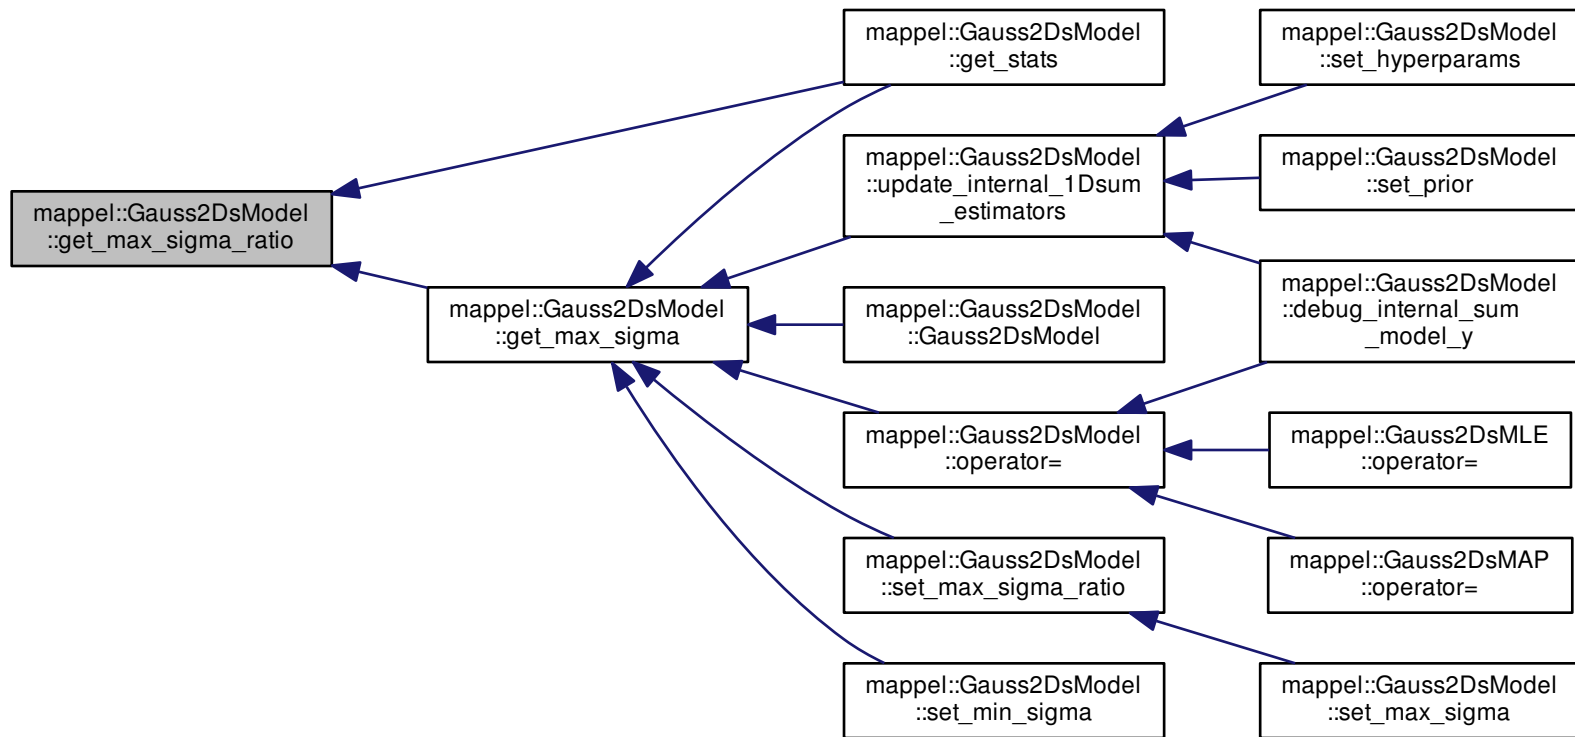 mappel::Gauss2DsModel
::get_max_sigma_ratio
mappel::Gauss2DsModel
::get_max_sigma
mappel::Gauss2DsModel
::get_stats
mappel::Gauss2DsModel
::update_internal_1Dsum
_estimators
mappel::Gauss2DsModel
::Gauss2DsModel
mappel::Gauss2DsModel
::operator=
mappel::Gauss2DsModel
::set_max_sigma_ratio
mappel::Gauss2DsModel
::set_min_sigma
mappel::Gauss2DsModel
::set_hyperparams
mappel::Gauss2DsModel
::set_prior
mappel::Gauss2DsModel
::debug_internal_sum
_model_y
mappel::Gauss2DsMLE
::operator=
mappel::Gauss2DsMAP
::operator=
mappel::Gauss2DsModel
::set_max_sigma